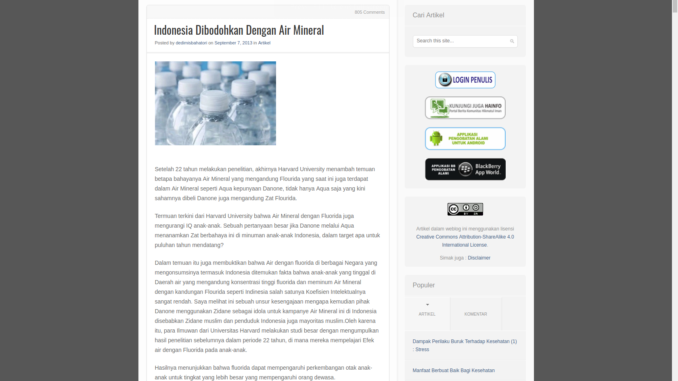 805 Comments
Indonesia Dibodohkan Dengan Air Mineral
Posted by deditriabahaktri on September 7, 2013 in Artikel
Setelah 22 tahun melakukan penelitian, akhirnya Harvard University menambah temuan
betapa bahayanya Air Mineral yang mengandung Flourida yang saat ini juga terdapat
dalam Air Mineral seperti Aqua kepunyaan Danone, tidak hanya Aqua saja yang kini
sahamnya dibeli Danone juga mengandung Zat Flourida.
Temuan terkini dari Harvard University bahwa Air Mineral dengan Fluorida juga
mengurangi IQ anak-anak. Sebuah pertanyaan besar jika Danone melalui Aqua
menanamkan Zat berbahaya ini di minuman anak-anak Indonesia, dalam target apa untuk
puluhan tahun mendatang?
Dalam temuan itu juga membuktikan bahwa Air dengan fluorida di berbagai Negara yang
mengonsumsinya termasuk Indonesia ditemukan fakta bahwa anak-anak yang tinggal di
Daerah air yang mengandung konsentrasi tinggi fluorida dan meminum Air Mineral
dengan kandungan Flourida seperti Indinesia salah satunya Koefisien Intelektualnya
sangat rendah. Saya melihat ini sebuah unsur kesengajaan mengapa kemudian pihak
Danone menggunakan Zidane sebagai idola untuk kampanye Air Mineral ini di Indonesia
disebabkan Zidane muslim dan penduduk Indonesia juga mayoritas muslim.Oleh karena
itu, para Ilmuwan dari Universitas Harvard melakukan studi besar dengan mengumpulkan
hasil penelitian sebelumnya dalam periode 22 tahun, di mana mereka mempelajari Efek
air dengan Fluorida pada anak-anak.
Hasilnya menunjukkan bahwa fluorida dapat mempengaruhi perkembangan otak anak-
anak untuk tingkat yang lebih besar yang mempengaruhi orang dewasa.
Cari Artikel
Search this site...
LOGIN PENULIS
KUNJUNGI JUGA HAINFO
APPLIKASI
PENGOBATAN ALAMI
UNTUK ANDROID
APPLIKASI BB
PENGOBATAN
ALAMI
BlackBerry
App World
cc
BY SA
Artikel dalam weblog ini menggunakan lisensi
Creative Commons Attribution-ShareAlike 4.0
International License.
Simak juga : Disclaimer
Populer
ARTIKEL
KOMENTAR
Dampak Perilaku Buruk Terhadap Kesehatan (1)
: Stress
Manfaat Berbuat Baik Bagi Kesehatan